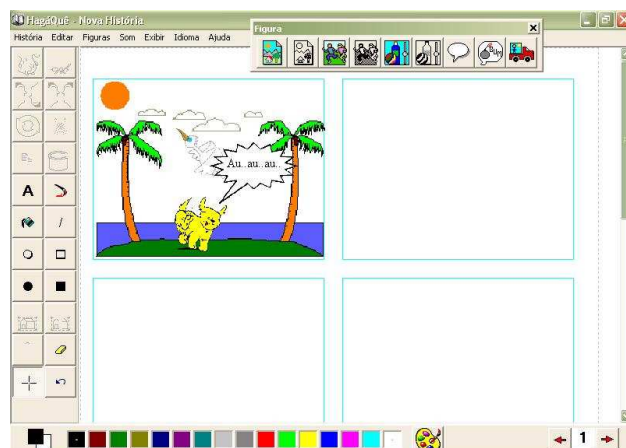 HagáQuê - Nova História
História Editar Figuras Som Exibir Idioma Ajuda
Figura
Au..au..au..
A
1